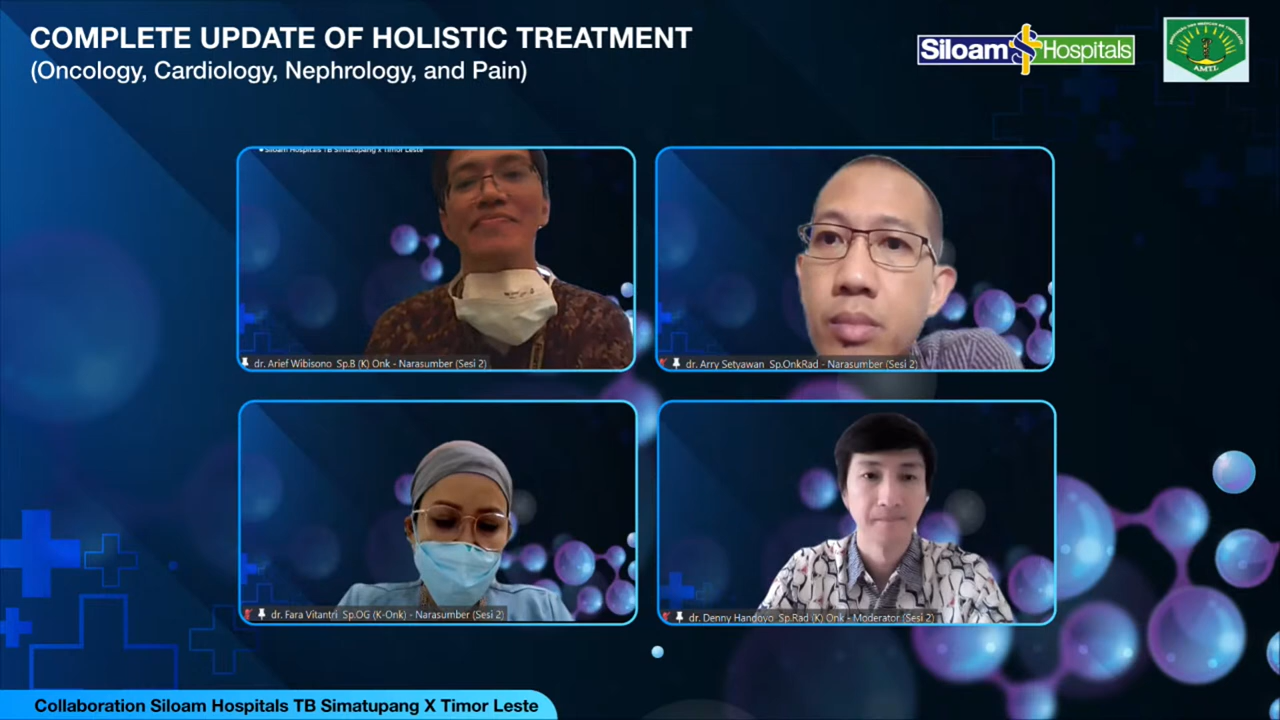 COMPLETE UPDATE OF HOLISTIC TREATMENT
(Oncology, Cardiology, Nephrology, and Pain)
Siloam Hospitals
AMTL
Siloam Hospitals TB Simatupang X Timor Leste
dr. Arief Wibisono Sp.B (K) Onk - Narasumber (Sesi 2)
dr. Arry Setyawan Sp.OnkRad - Narasumber (Sesi 2)
dr. Fara Vitantri Sp.OG (K-Onk) - Narasumber (Sesi 2)
dr. Denny Handoyo Sp.Rad (K) Onk - Moderator (Sesi 2)
Collaboration Siloam Hospitals TB Simatupang X Timor Leste